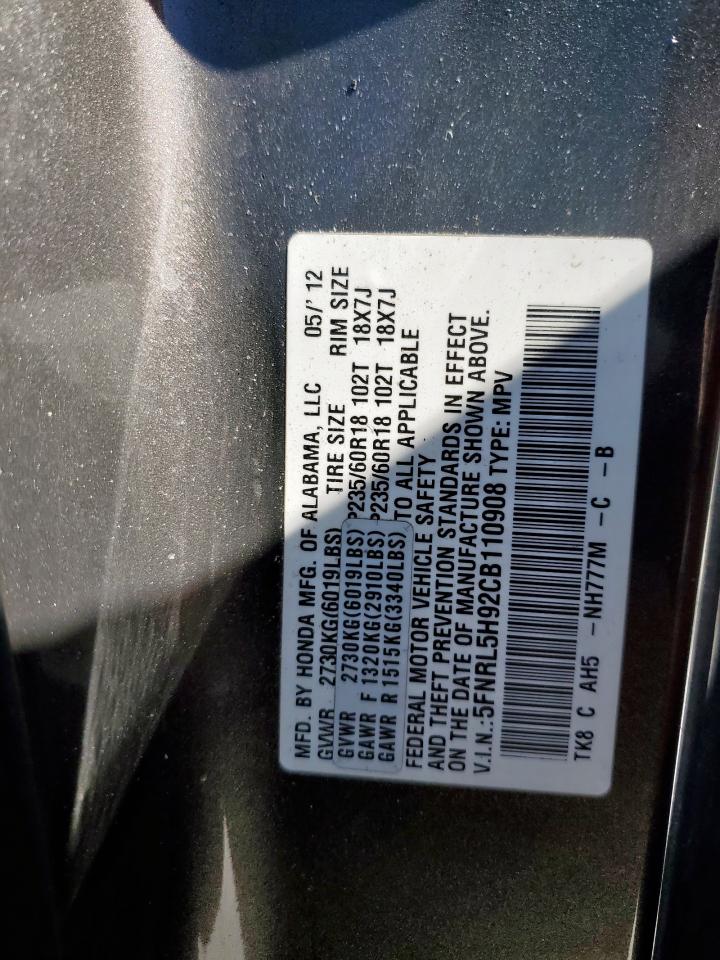 MFD. BY HONDA MFG. OF ALABAMA, LLC 05/'12
GVWR 2730KG(6019LBS) TIRE SIZE RIM SIZE
GVWR 2730KG(6019LBS) P235/60R18 102T 18X7J
GAWR F 1320KG(2910LBS) P235/60R18 102T 18X7J
GAWR R 1515KG(3340LBS) TO ALL APPLICABLE
FEDERAL MOTOR VEHICLE SAFETY
AND THEFT PREVENTION STANDARDS IN EFFECT
ON THE DATE OF MANUFACTURE SHOWN ABOVE.
V.I.N.:5FNRL5H92CB110908 TYPE: MPV
TK8 C AH5 -NH777M -C -B